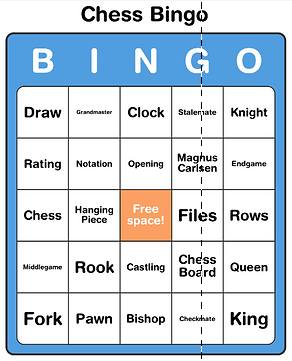 Chess Bingo
B I N G O
Draw Grandmaster Clock Stalemate Knight
Rating Notation Opening Magnus Carlsen Endgame
Chess Hanging Piece Free space! Files Rows
Middlegame Rook Castling Chess Board Queen
Fork Pawn Bishop Checkmate King